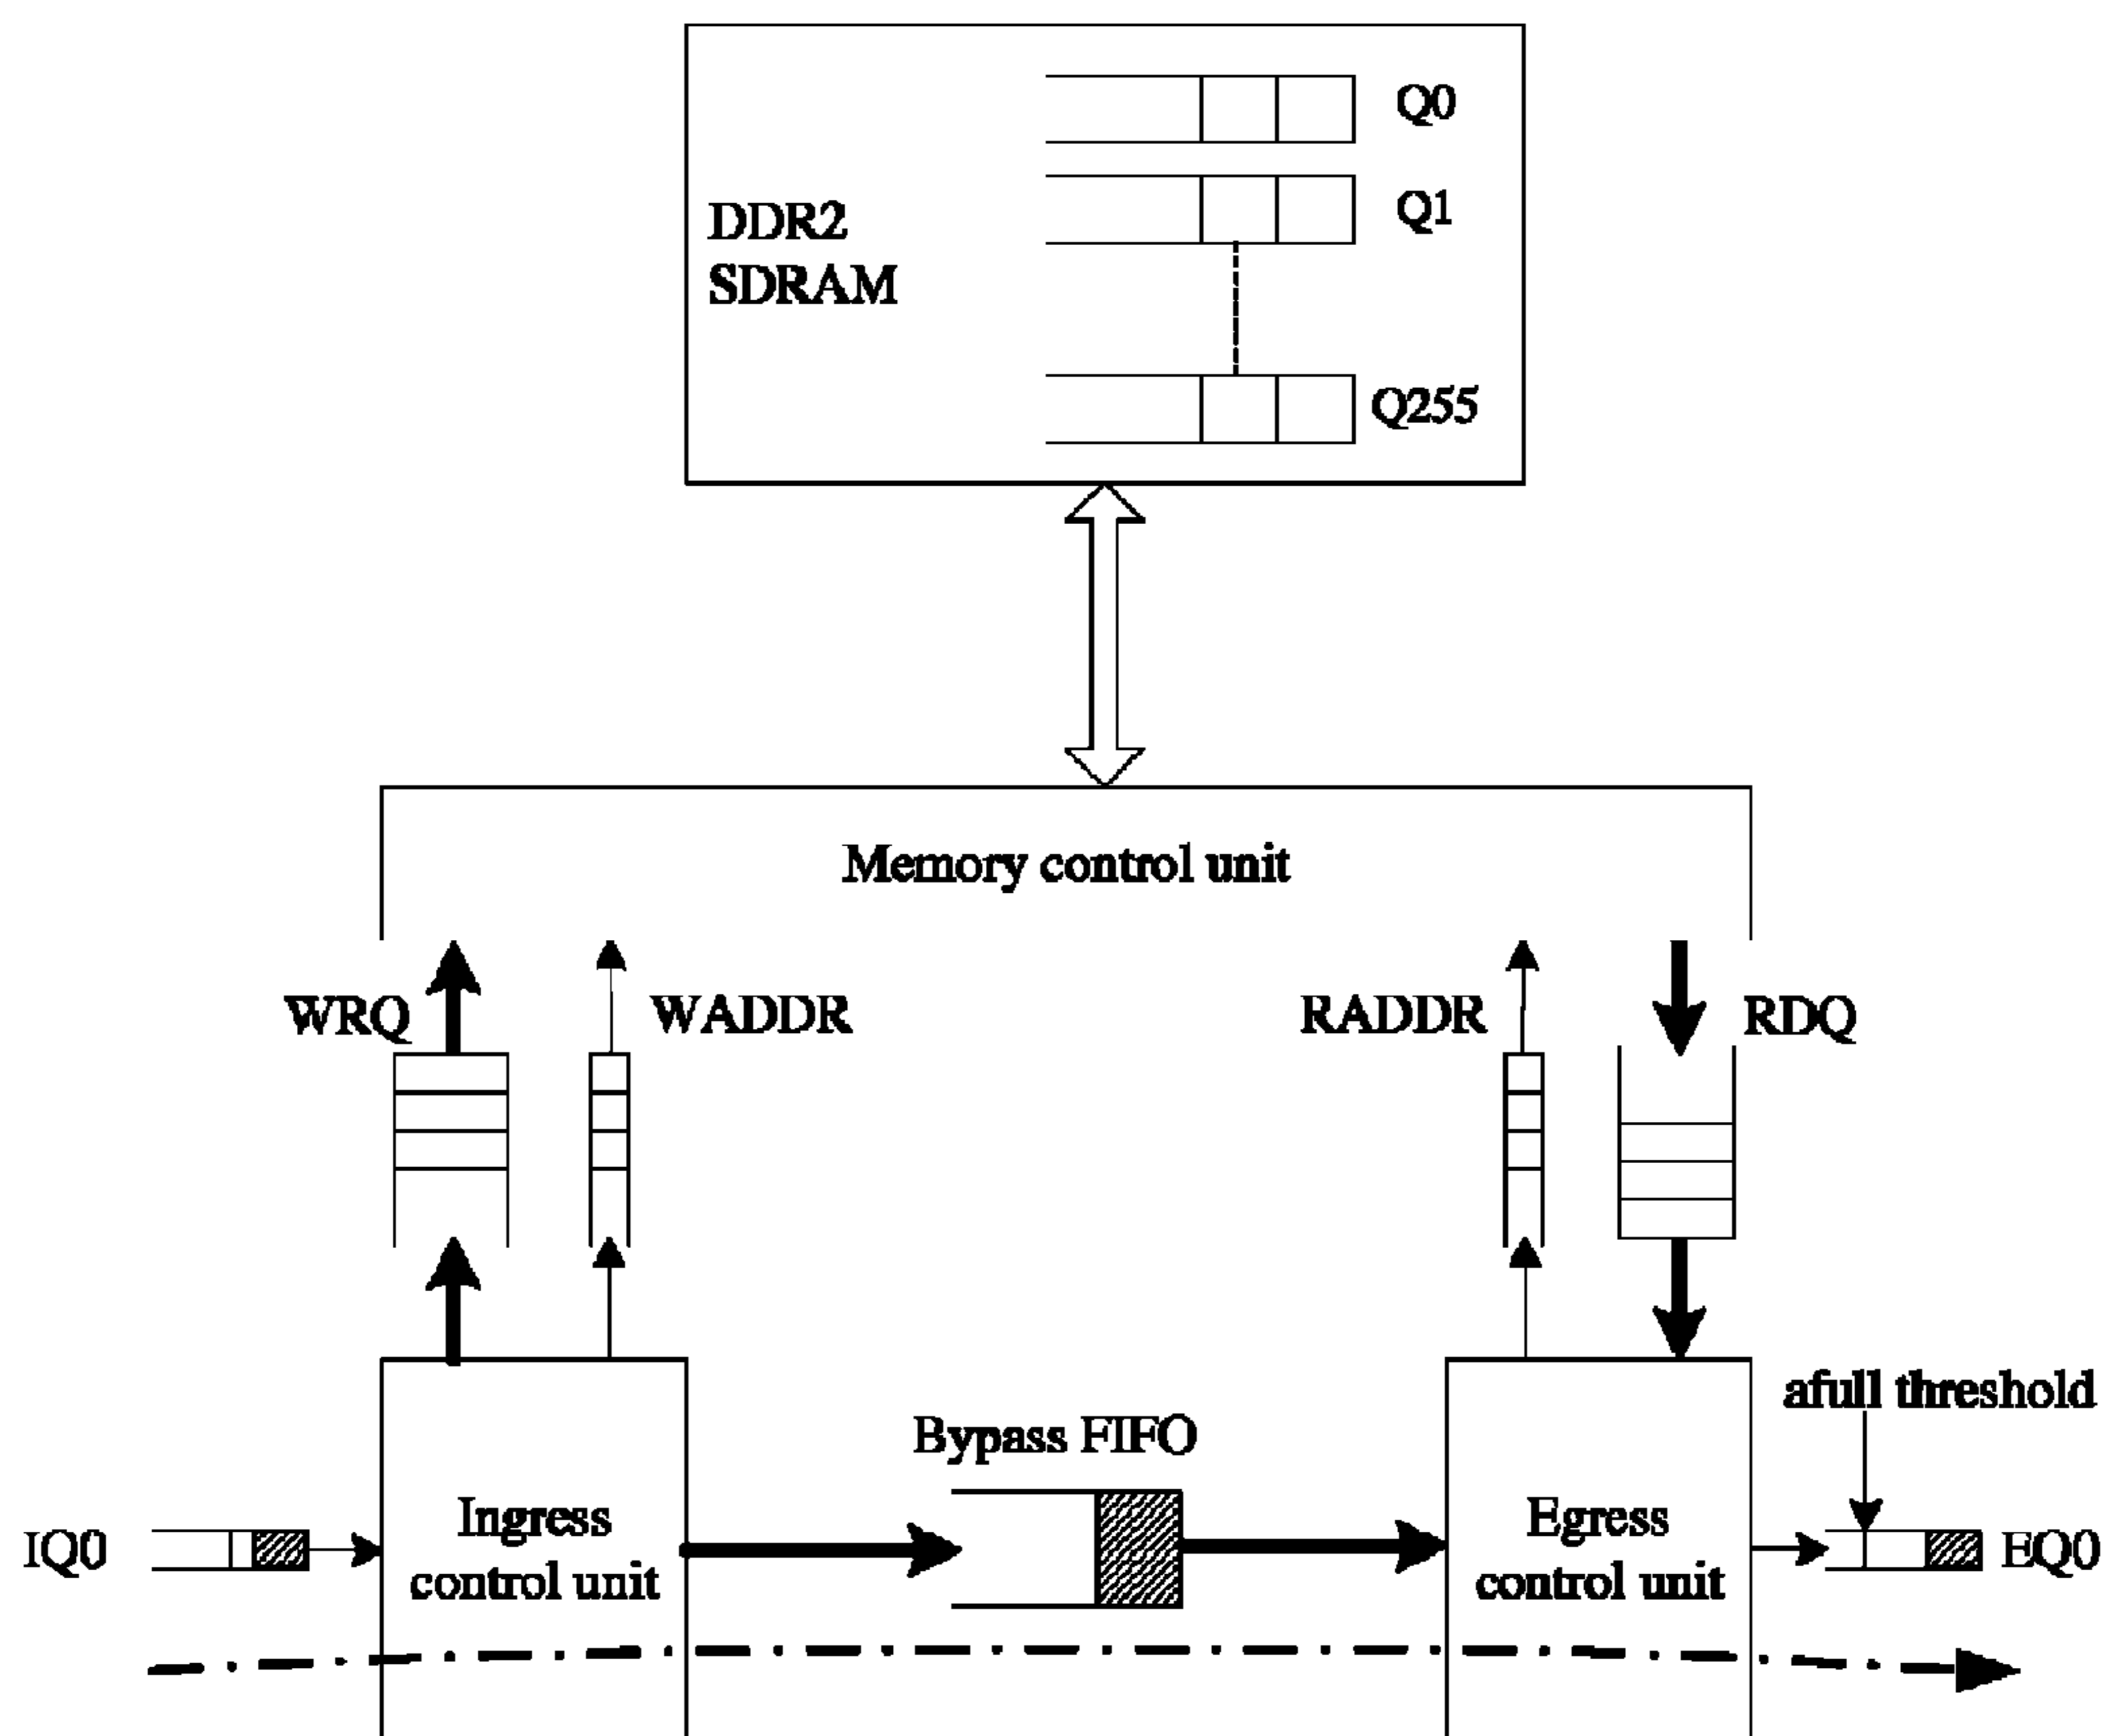 Q0
Q1
DDR2
SDRAM
Q255
Memory control unit
WRQ
WADDR
RADDR
RDQ
afull threshold
Bypass FIFO
IQ0
Ingress
control unit
Egress
control unit
EQ0